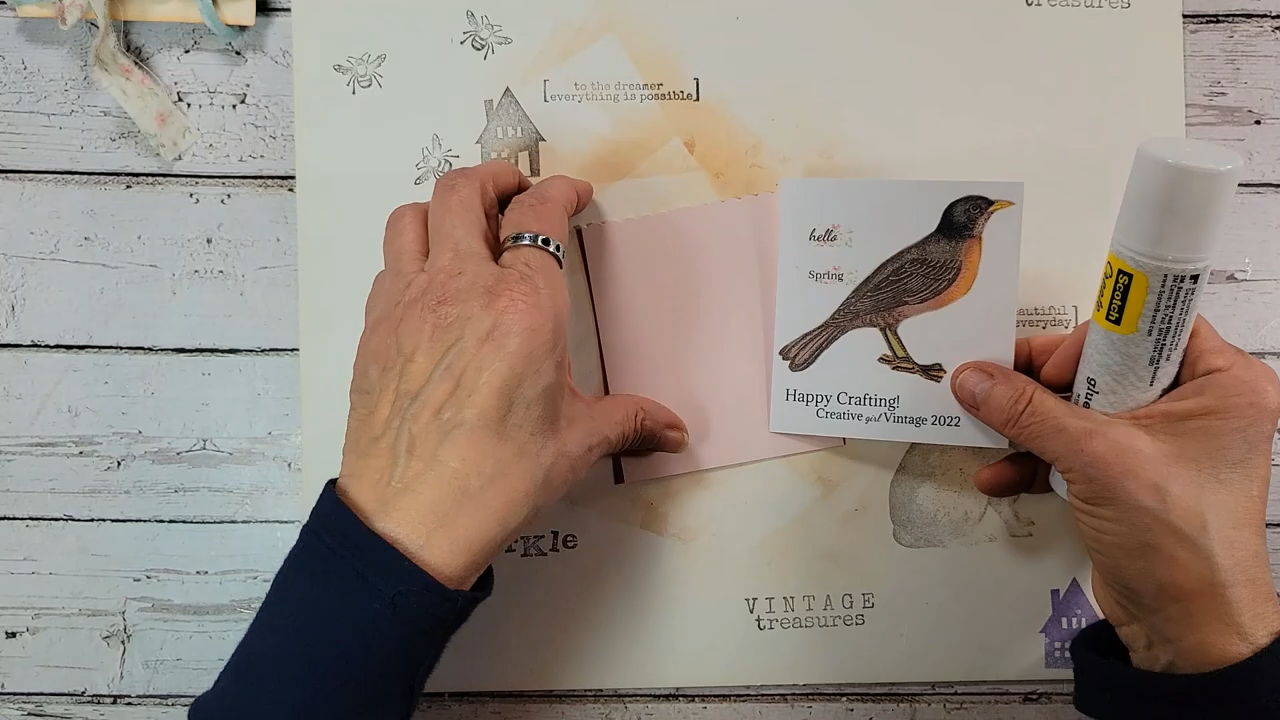 treasures
to the dreamer
[everything is possible]
hello
Spring
Happy Crafting!
Creative girl Vintage 2022
everyday]
Scotch
Create
glue
rkle
VINTAGE
treasures